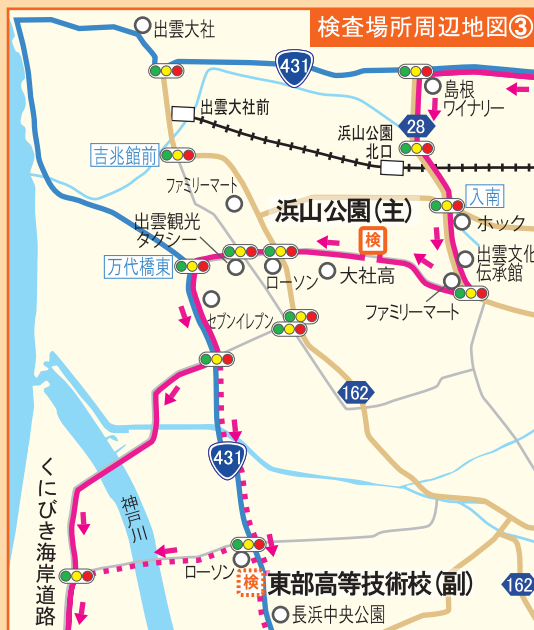 検査場所周辺地図③
出雲大社
431
島根
ワイナリー
出雲大社前
28
浜山公園
北口
吉兆館前
ファミリーマート
入南
浜山公園(主)
ホック
出雲観光
タクシー
検
出雲文化
伝承館
万代橋東
ローソン
大社高
ファミリーマート
セブンイレブン
162
431
くにびき海岸道路
神戸川
ローソン
検
東部高等技術校(副)
162
長浜中央公園